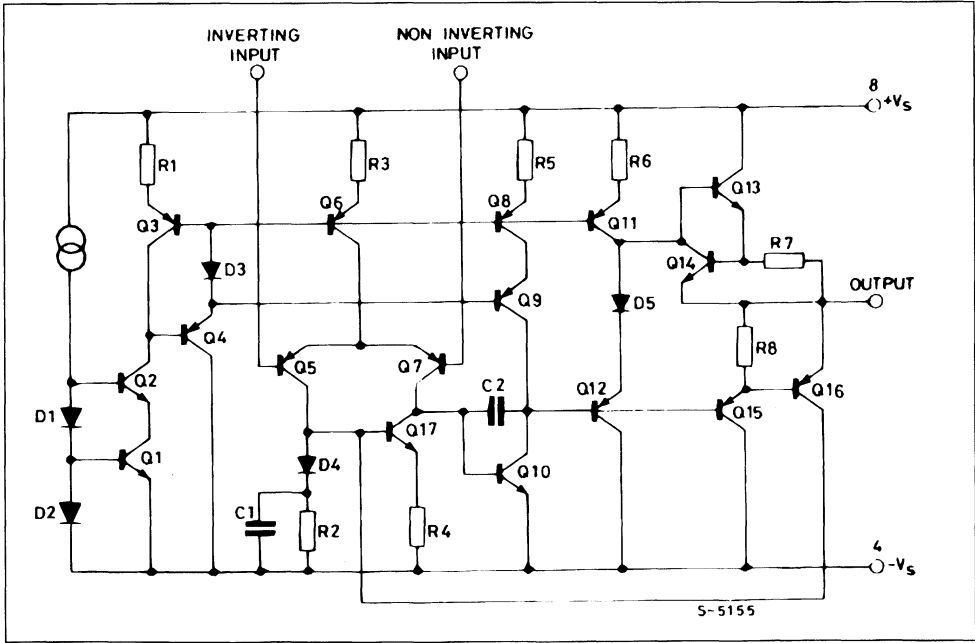 INVERTING
INPUT
NON INVERTING
INPUT
8
+Vs
R1
R3
R5
R6
Q3
Q6
Q8
Q11
Q13
Q14
R7
D3
Q9
D5
OUTPUT
Q4
Q5
Q7
R8
Q2
C2
Q12
Q15
Q16
D1
Q17
Q1
D4
Q10
D2
C1
R2
R4
4
-Vs
S-5155